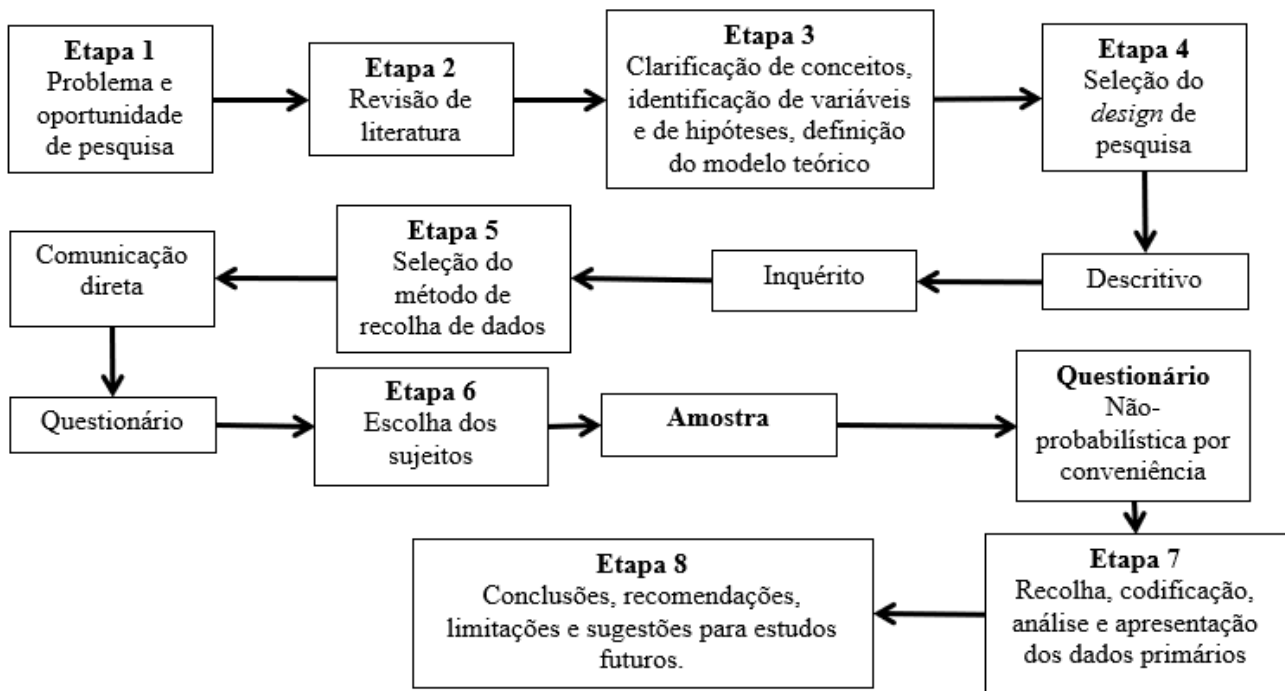 Etapa 1
Problema e
oportunidade
de pesquisa
Etapa 2
Revisão de
literatura
Etapa 3
Clarificação de conceitos,
identificação de variáveis
e de hipóteses, definição
do modelo teórico
Etapa 4
Seleção do
design de
pesquisa
Comunicação
direta
Etapa 5
Seleção do
método de
recolha de dados
Inquérito
Descritivo
Questionário
Etapa 6
Escolha dos
sujeitos
Amostra
Questionário
Não-
probabilística por
conveniência
Etapa 8
Conclusões, recomendações,
limitações e sugestões para estudos
futuros.
Etapa 7
Recolha, codificação,
análise e apresentação
dos dados primários